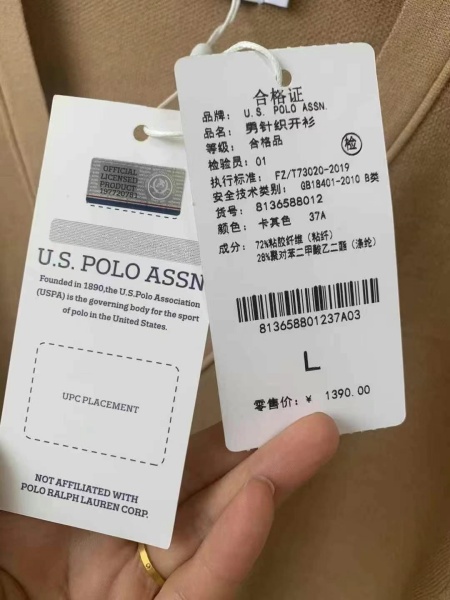 OFFICIAL
LICENSED
PRODUCT
U.S. POLO ASSN
Founded in 1890,the U.S.Polo Association
(USPA) is the governing body for the sport
of polo in the United States.
UPC PLACEMENT
NOT AFFILIATED WITH
POLO RALPH LAUREN CORP.
合格证
品牌: U.S. POLO ASSN.
品名: 男针织开衫
等级: 合格品
检验员: 01
检
执行标准: FZ/T73020-2019
安全技术类别: GB18401-2010 B类
货号: 8136588012
颜色: 卡其色 37A
成分: 72%粘胶纤维(粘纤)
28%聚对苯二甲酸乙二酯(涤纶)
813658801237A03
L
零售价: ¥ 1390.00